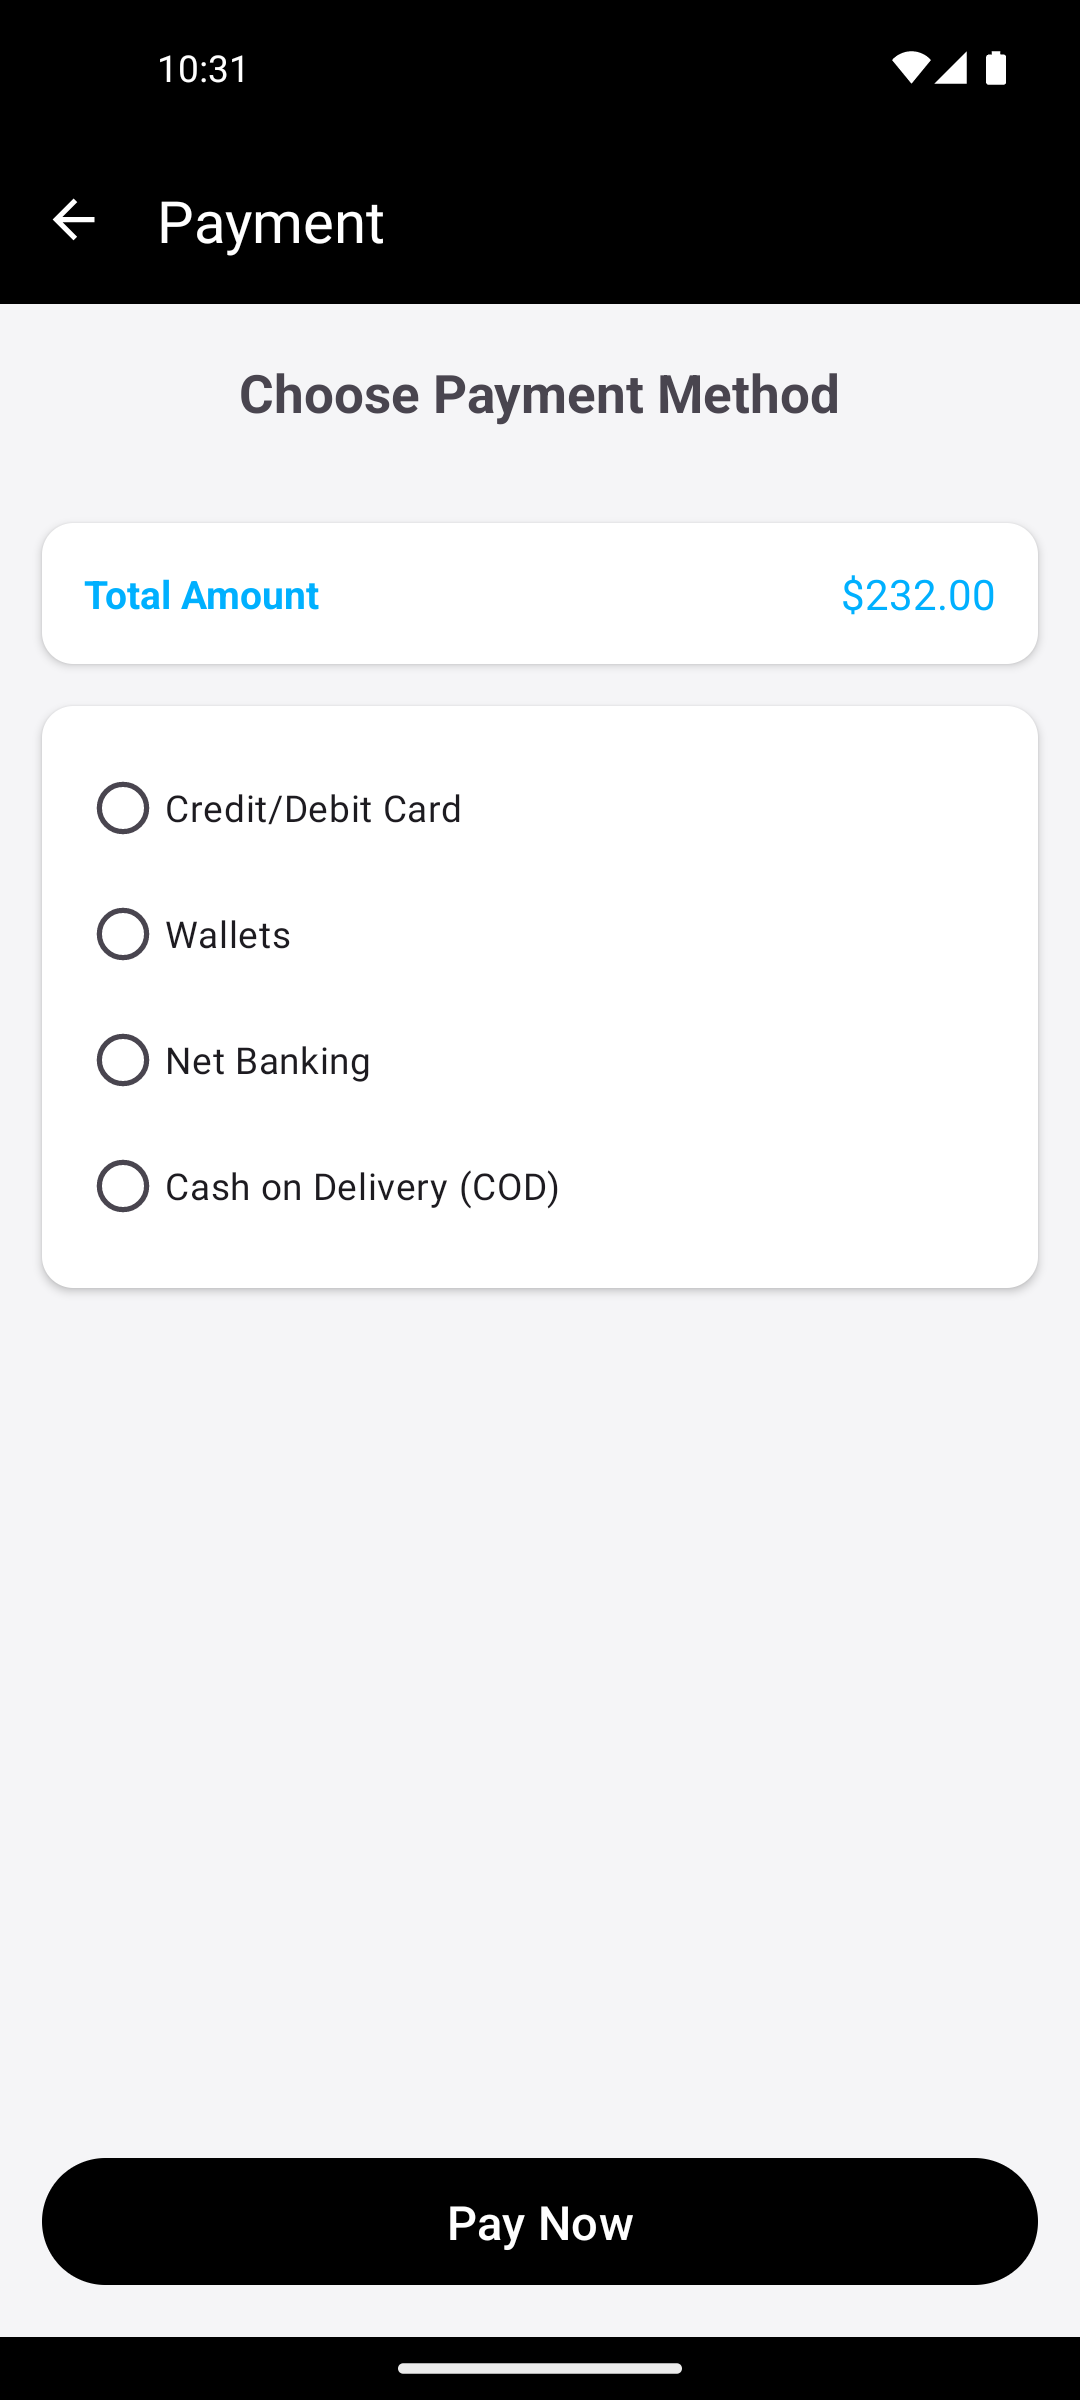 10:31
Payment
Choose Payment Method
Total Amount $232.00
Credit/Debit Card
Wallets
Net Banking
Cash on Delivery (COD)
Pay Now